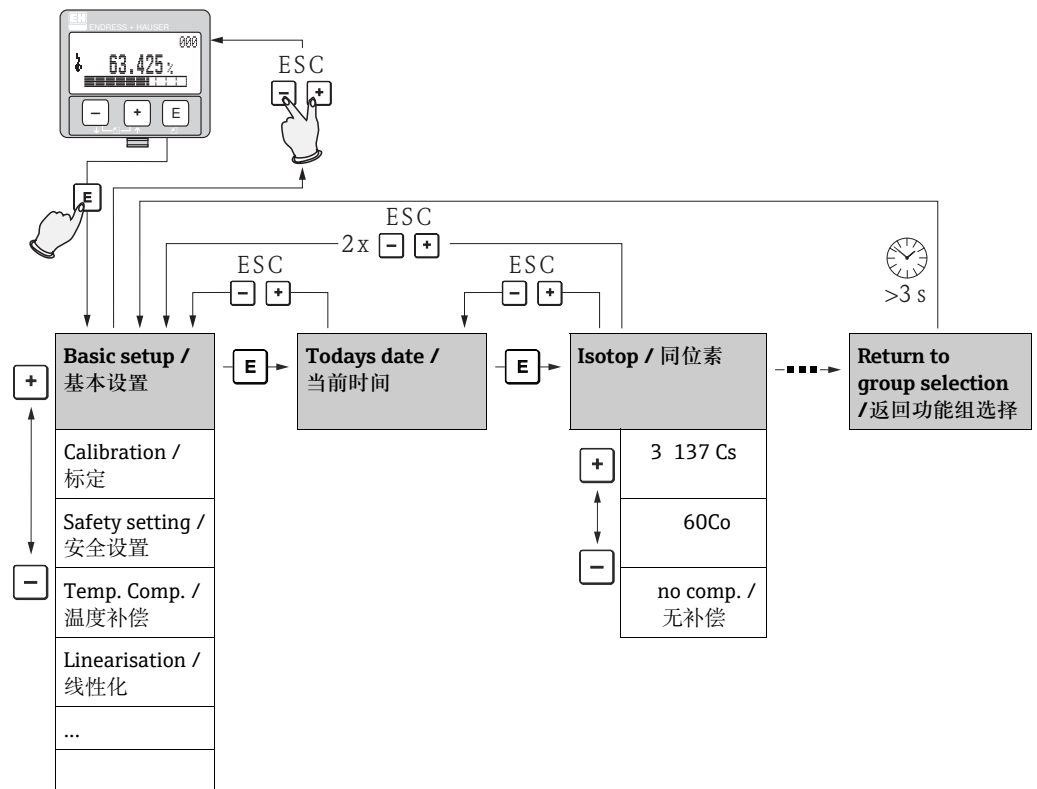 EH
ENDRESS + HAUSER
000
63.425 %
– + E
ESC
– +
E
ESC
2x – +
ESC
– +
ESC
– +
>3 s
Basic setup /
基本设置
E
Todays date /
当前时间
E
Isotop / 同位素
Return to
group selection
/返回功能组选择
+
–
Calibration /
标定
Safety setting /
安全设置
Temp. Comp. /
温度补偿
Linearisation /
线性化
...
+
–
3 137 Cs
60Co
no comp. /
无补偿